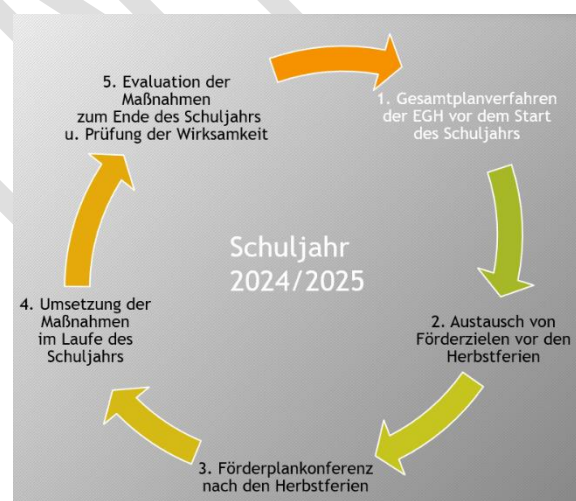 1. Gesamtplanverfahren
der EGH vor dem Start
des Schuljahrs
2. Austausch von
Förderzielen vor den
Herbstferien
3. Förderplankonferenz
nach den Herbstferien
4. Umsetzung der
Maßnahmen
im Laufe des
Schuljahrs
5. Evaluation der
Maßnahmen
zum Ende des Schuljahrs
u. Prüfung der Wirksamkeit
Schuljahr
2024/2025